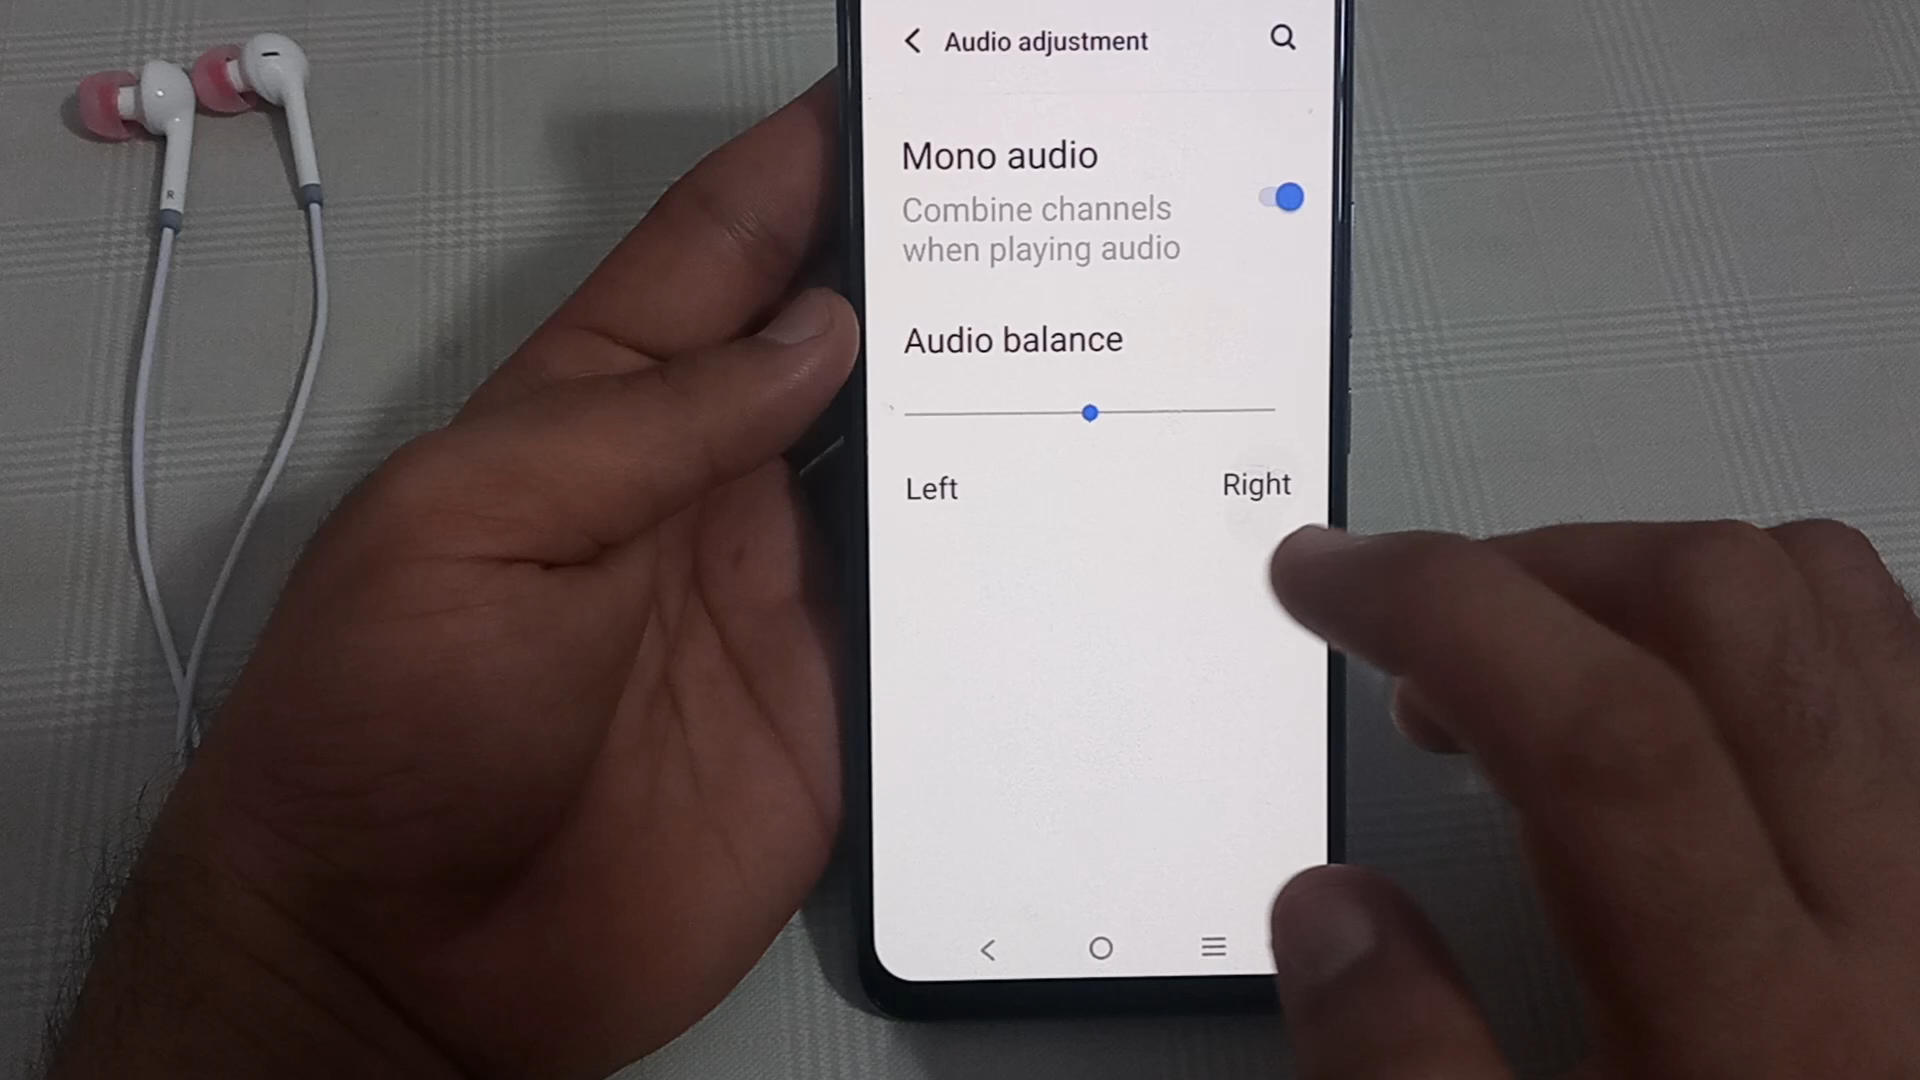 Audio adjustment
Mono audio
Combine channels
when playing audio
Audio balance
Left
Right
R